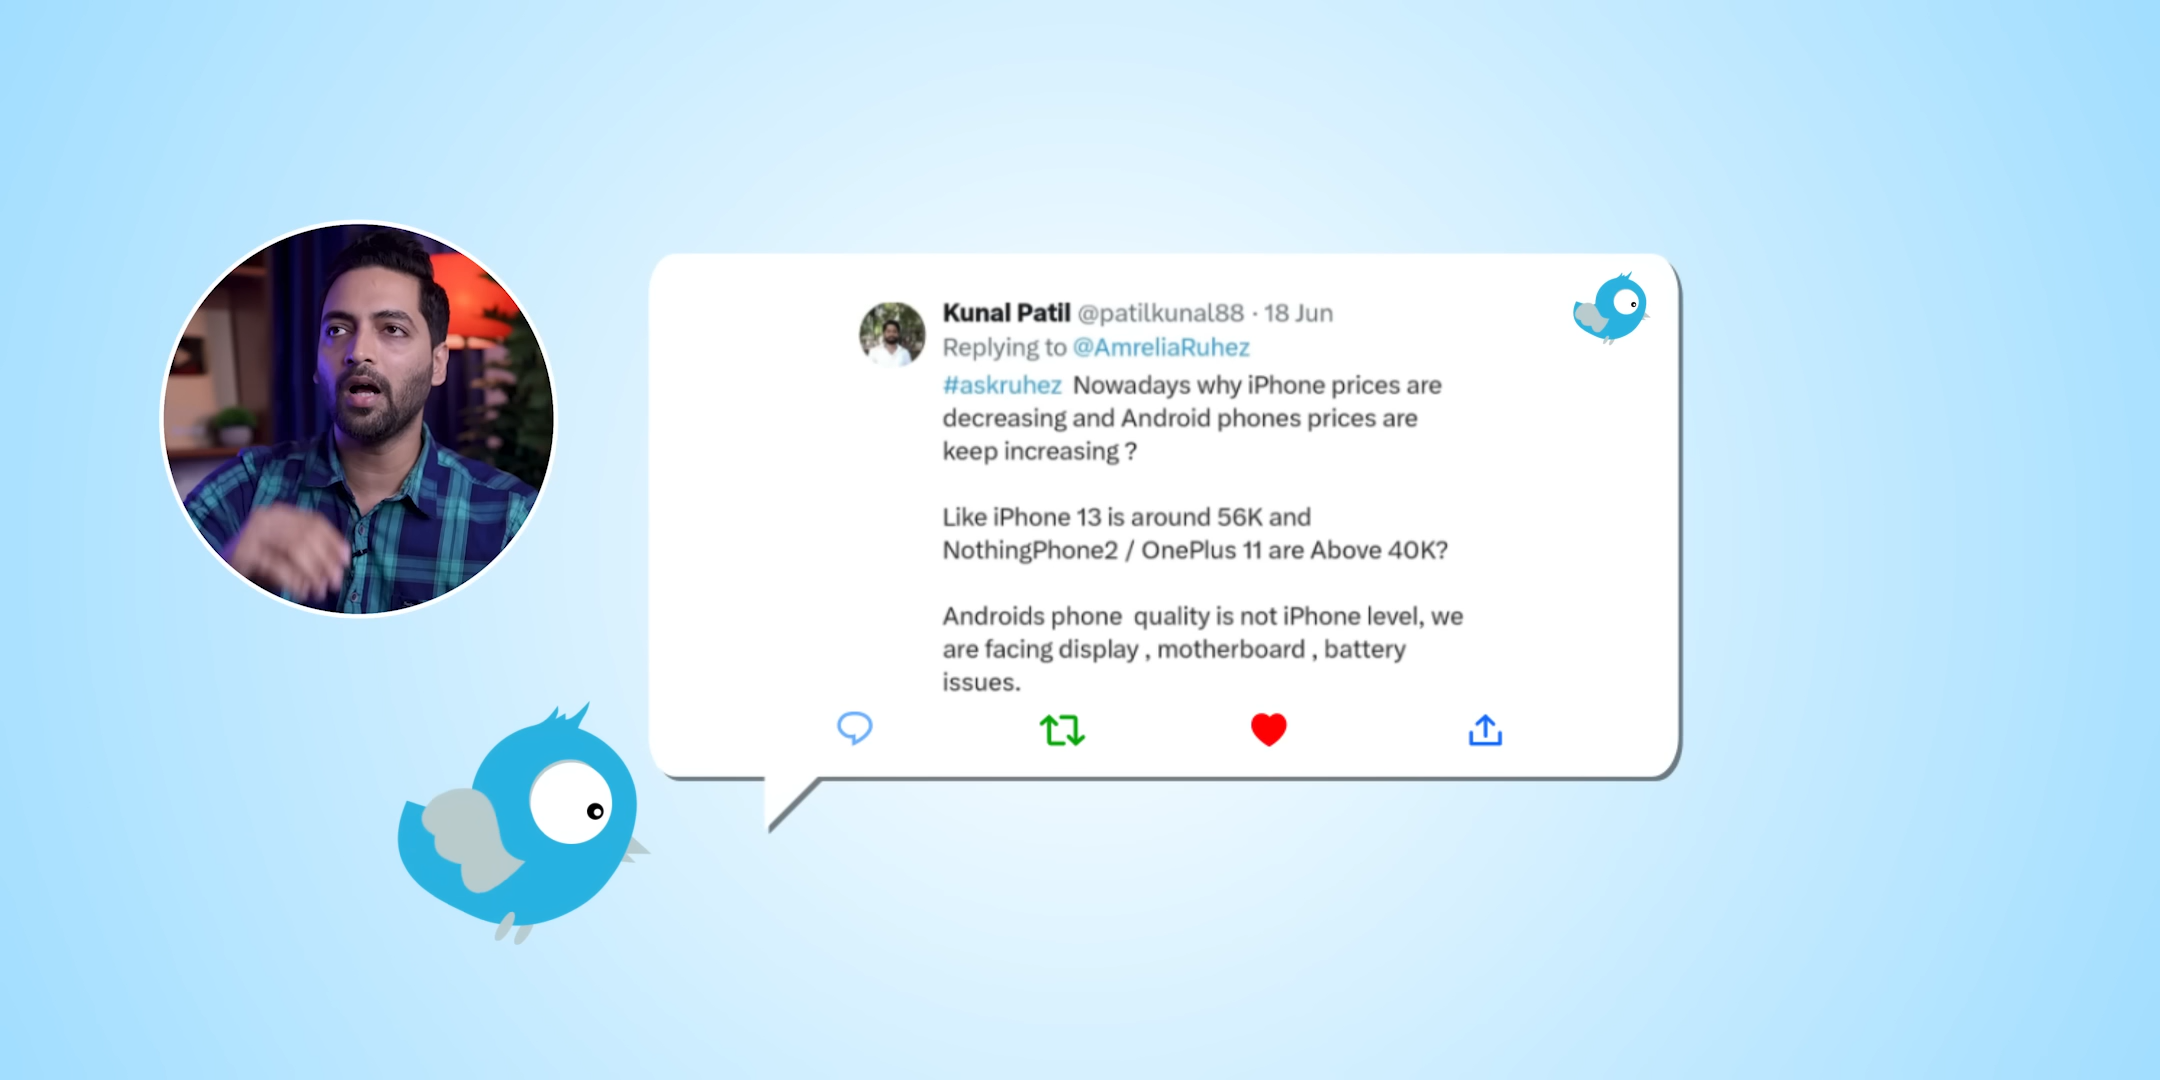 Kunal Patil @patilkunal88 · 18 Jun
Replying to @AmreliaRuhez
#askruhez Nowadays why iPhone prices are
decreasing and Android phones prices are
keep increasing ?
Like iPhone 13 is around 56K and
NothingPhone2 / OnePlus 11 are Above 40K?
Androids phone quality is not iPhone level, we
are facing display , motherboard , battery
issues.